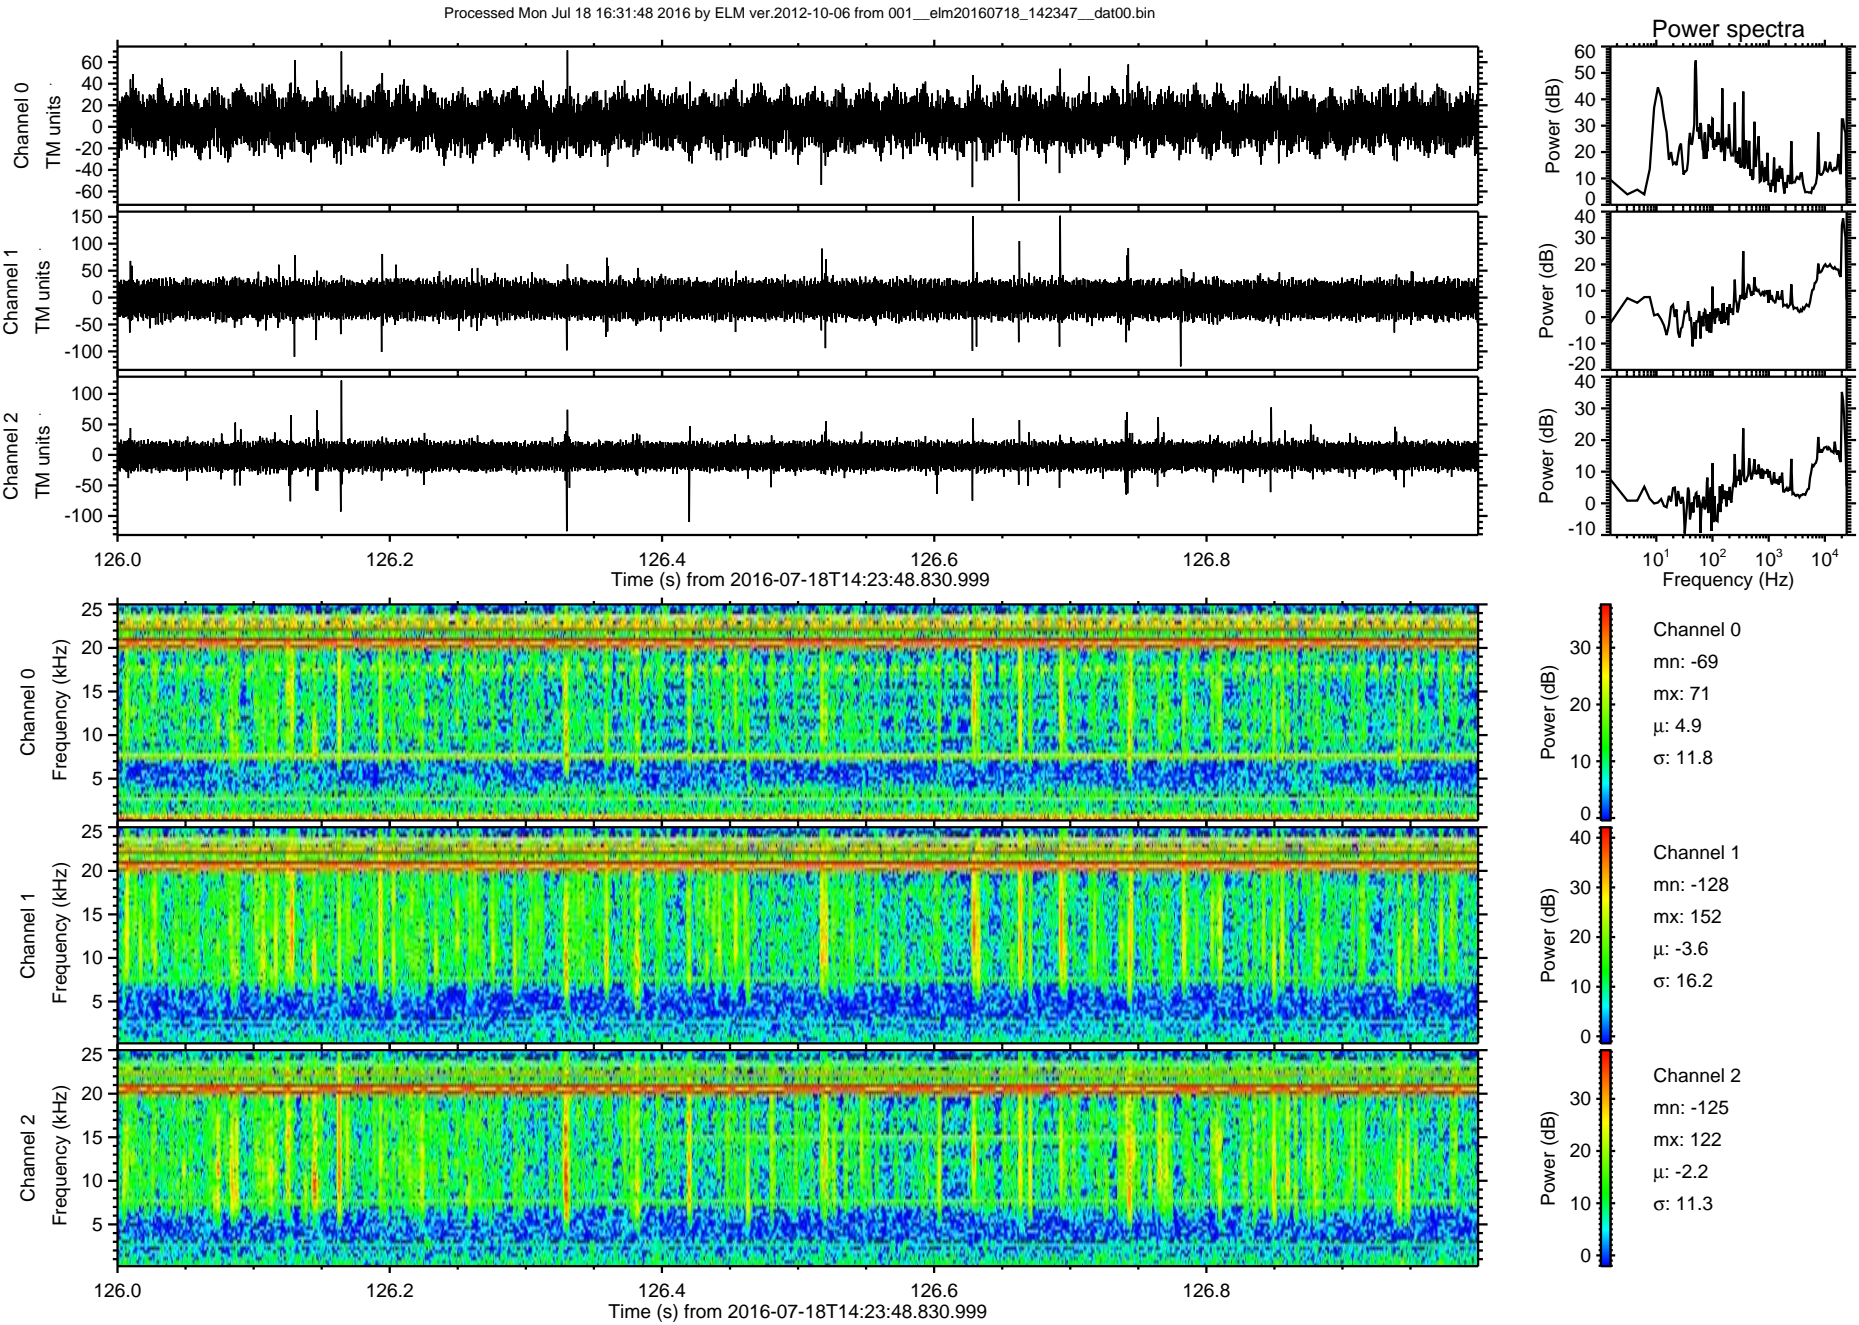 Processed Mon Jul 18 16:31:48 2016 by ELM ver.2012-10-06 from 001__elm20160718_142347__dat00.bin
Power spectra
Channel 0
TM units
60
40
20
0
-20
-40
-60
Power (dB)
60
50
40
30
20
10
0
Channel 1
TM units
150
100
50
0
-50
-100
Power (dB)
40
30
20
10
0
-10
-20
Channel 2
TM units
100
50
0
-50
-100
Power (dB)
40
30
20
10
0
-10
126.0 126.2 126.4 126.6 126.8
Time (s) from 2016-07-18T14:23:48.830.999
10¹ 10² 10³ 10⁴
Frequency (Hz)
Channel 0
Frequency (kHz)
25
20
15
10
5
Power (dB)
30
20
10
0
Channel 0
mn: -69
mx: 71
μ: 4.9
σ: 11.8
Channel 1
Frequency (kHz)
25
20
15
10
5
Power (dB)
40
30
20
10
0
Channel 1
mn: -128
mx: 152
μ: -3.6
σ: 16.2
Channel 2
Frequency (kHz)
25
20
15
10
5
Power (dB)
30
20
10
0
Channel 2
mn: -125
mx: 122
μ: -2.2
σ: 11.3
126.0 126.2 126.4 126.6 126.8
Time (s) from 2016-07-18T14:23:48.830.999